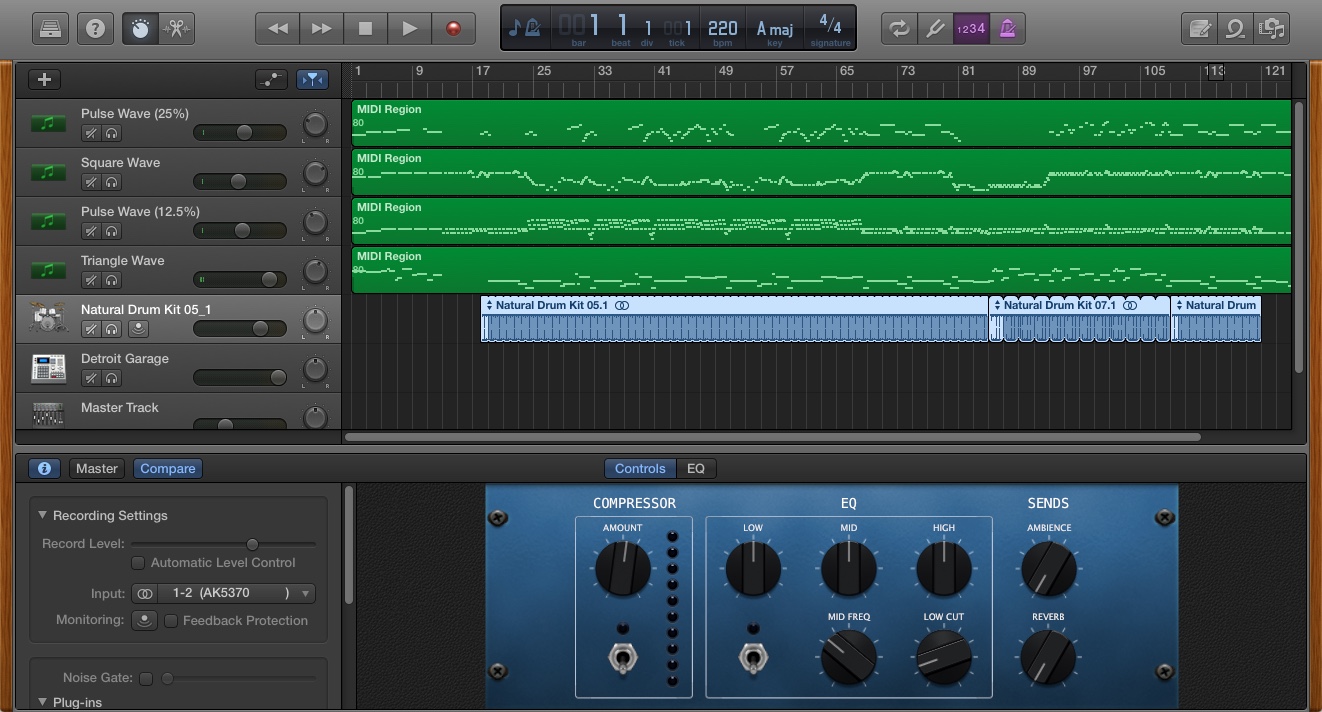 ?
00 1 1 1 00 1 220 A maj 4/4
bar beat div tick bpm key signature
1234
+
1 9 17 25 33 41 49 57 65 73 81 89 97 105 113 121
Pulse Wave (25%)
L R
MIDI Region
80
Square Wave
L R
MIDI Region
80
Pulse Wave (12.5%)
L R
MIDI Region
80
Triangle Wave
L R
MIDI Region
80
Natural Drum Kit 05_1
L R
Natural Drum Kit 05.1 Natural Drum Kit 07.1 Natural Drum
Detroit Garage
L R
Master Track
i Master Compare Controls EQ
Recording Settings
Record Level:
Automatic Level Control
Input: 1-2 (AK5370 )
Monitoring: Feedback Protection
Noise Gate:
Plug-ins
COMPRESSOR EQ SENDS
AMOUNT LOW MID HIGH AMBIENCE
MID FREQ LOW CUT REVERB